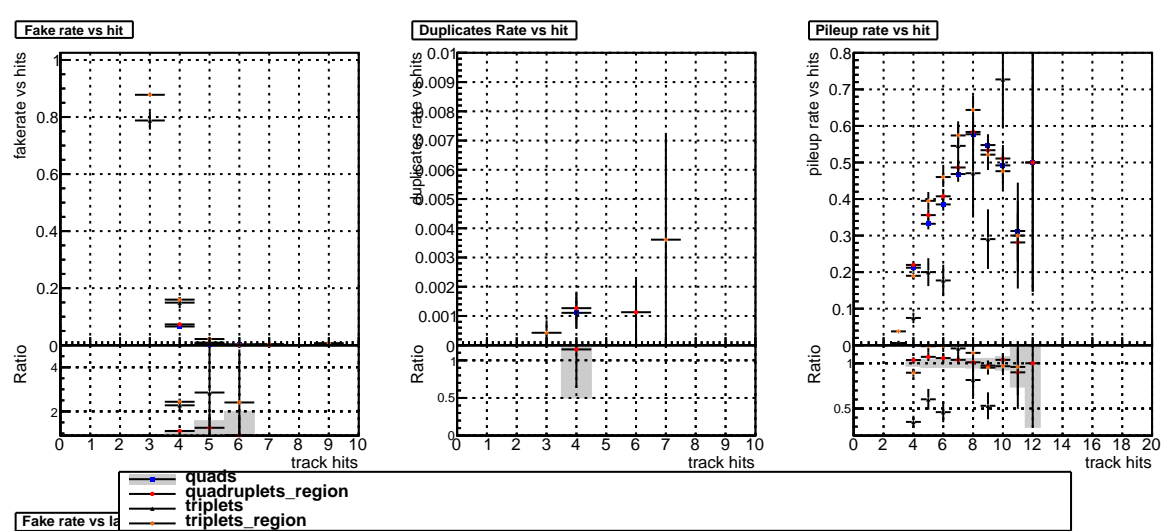 Fake rate vs hit
fakerate vs hits
1
0.8
0.6
0.4
0.2
0
Ratio
4
2
0 1 2 3 4 5 6 7 8 9 10
track hits
Duplicates Rate vs hit
duplicates rate vs hits
0.01
0.009
0.008
0.007
0.006
0.005
0.004
0.003
0.002
0.001
0
Ratio
1
0.5
0
0 1 2 3 4 5 6 7 8 9 10
track hits
Pileup rate vs hit
pileup rate vs hits
0.8
0.7
0.6
0.5
0.4
0.3
0.2
0.1
0
Ratio
1
0.5
0 2 4 6 8 10 12 14 16 18 20
track hits
quads
quadruplets_region
triplets
triplets_region
Fake rate vs